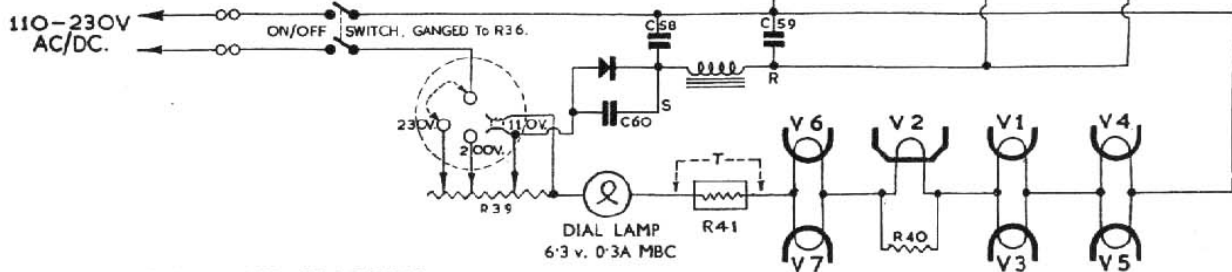 110-230V
AC/DC.
ON/OFF SWITCH, GANGED To R36.
C58
C59
R
S
C60
230V.
110V.
200V.
R39
DIAL LAMP
6·3 v. 0·3A MBC
T
R41
V6
V7
V2
R40
V1
V3
V4
V5